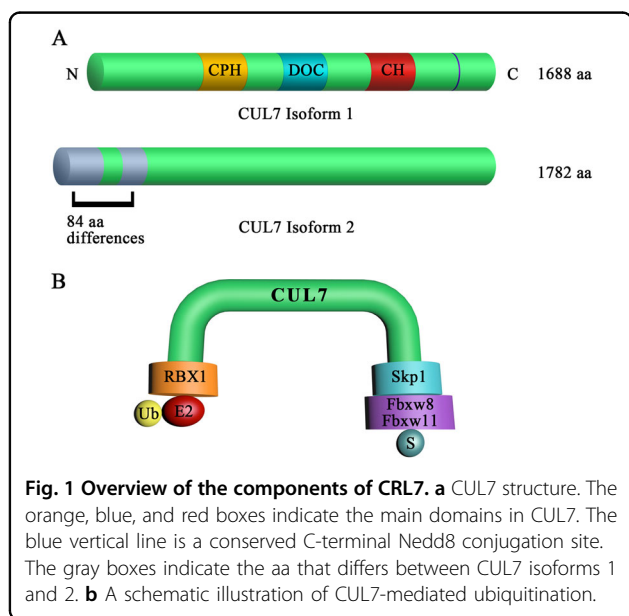 A
N CPH DOC CH C 1688 aa
CUL7 Isoform 1
1782 aa
84 aa
differences
CUL7 Isoform 2
B
CUL7
RBX1 Skp1
Ub E2 Fbxw8
Fbxw11
S
Fig. 1 Overview of the components of CRL7. a CUL7 structure. The
orange, blue, and red boxes indicate the main domains in CUL7. The
blue vertical line is a conserved C-terminal Nedd8 conjugation site.
The gray boxes indicate the aa that differs between CUL7 isoforms 1
and 2. b A schematic illustration of CUL7-mediated ubiquitination.